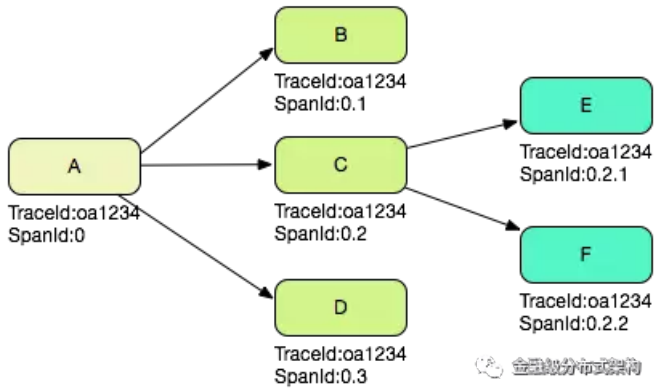 A
TraceId:oa1234
SpanId:0
B
TraceId:oa1234
SpanId:0.1
C
TraceId:oa1234
SpanId:0.2
D
TraceId:oa1234
SpanId:0.3
E
TraceId:oa1234
SpanId:0.2.1
F
TraceId:oa1234
SpanId:0.2.2
金融级分布式架构